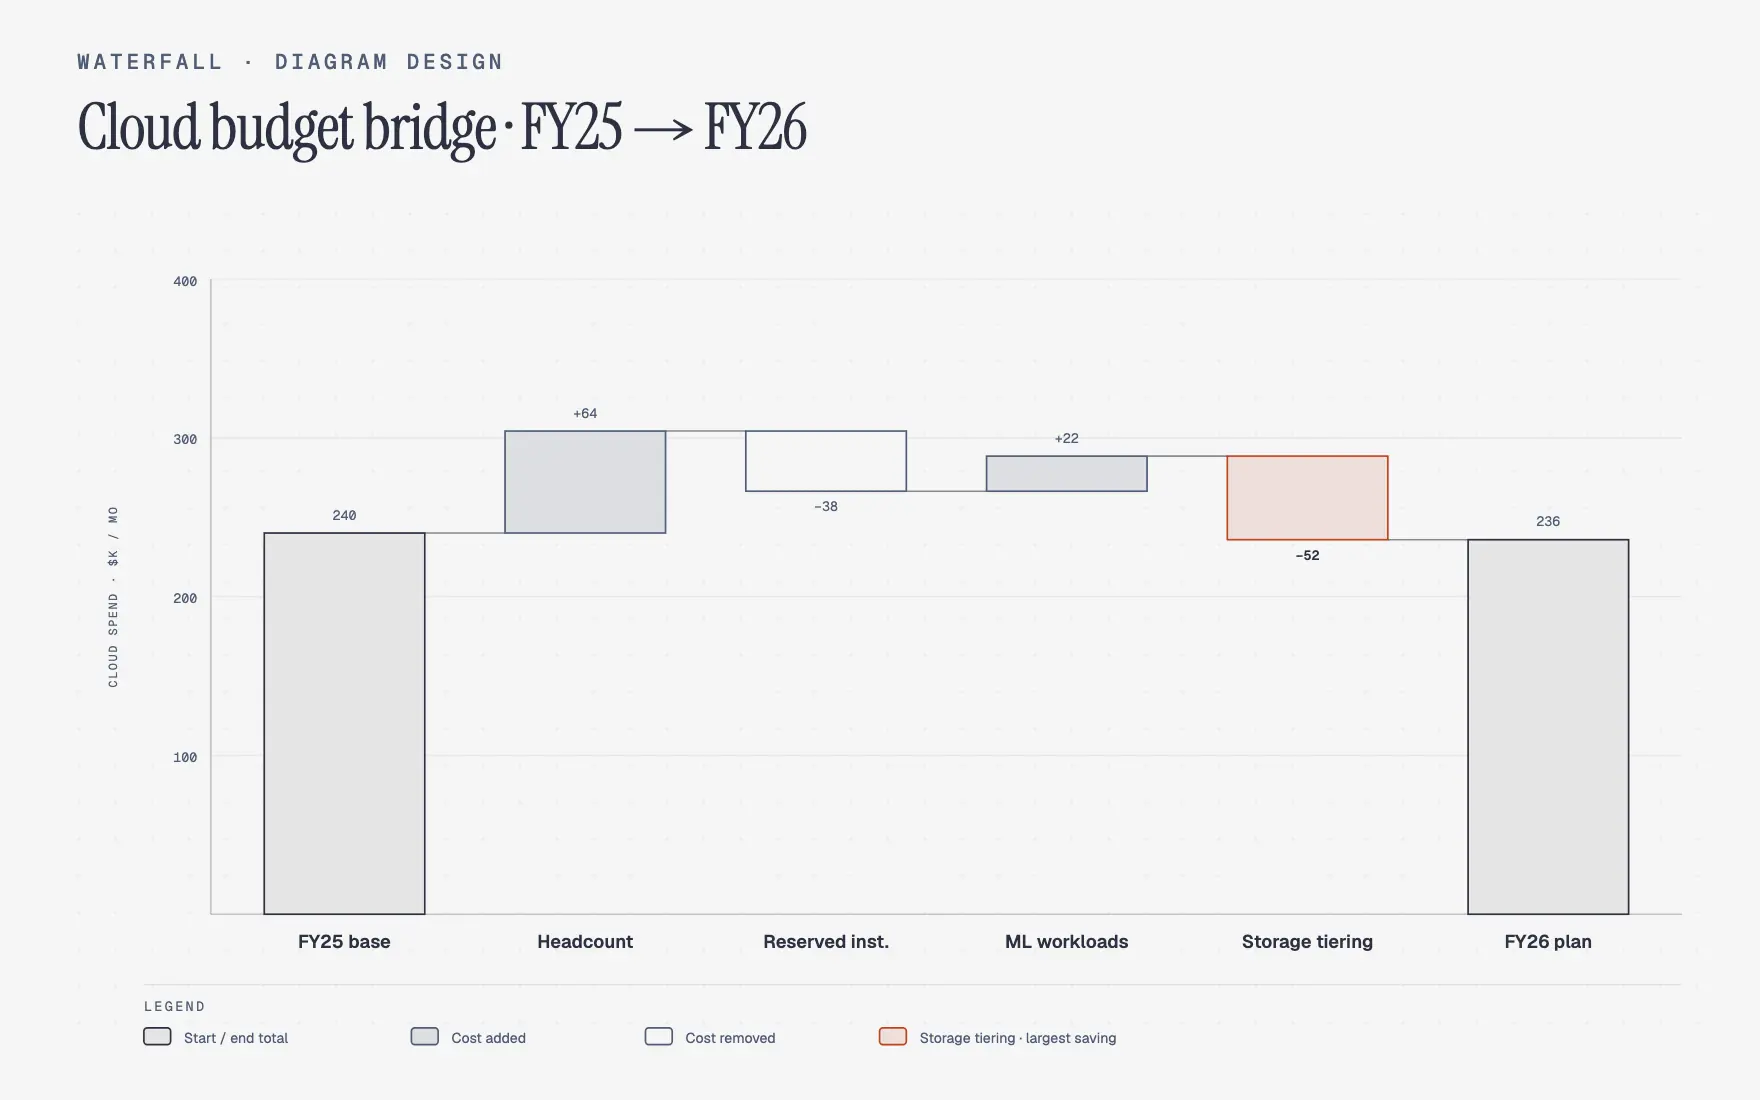 WATERFALL · DIAGRAM DESIGN
Cloud budget bridge · FY25 → FY26
CLOUD SPEND · $K / MO
400
300
200
100
240
+64
−38
+22
−52
236
FY25 base
Headcount
Reserved inst.
ML workloads
Storage tiering
FY26 plan
LEGEND
Start / end total
Cost added
Cost removed
Storage tiering · largest saving